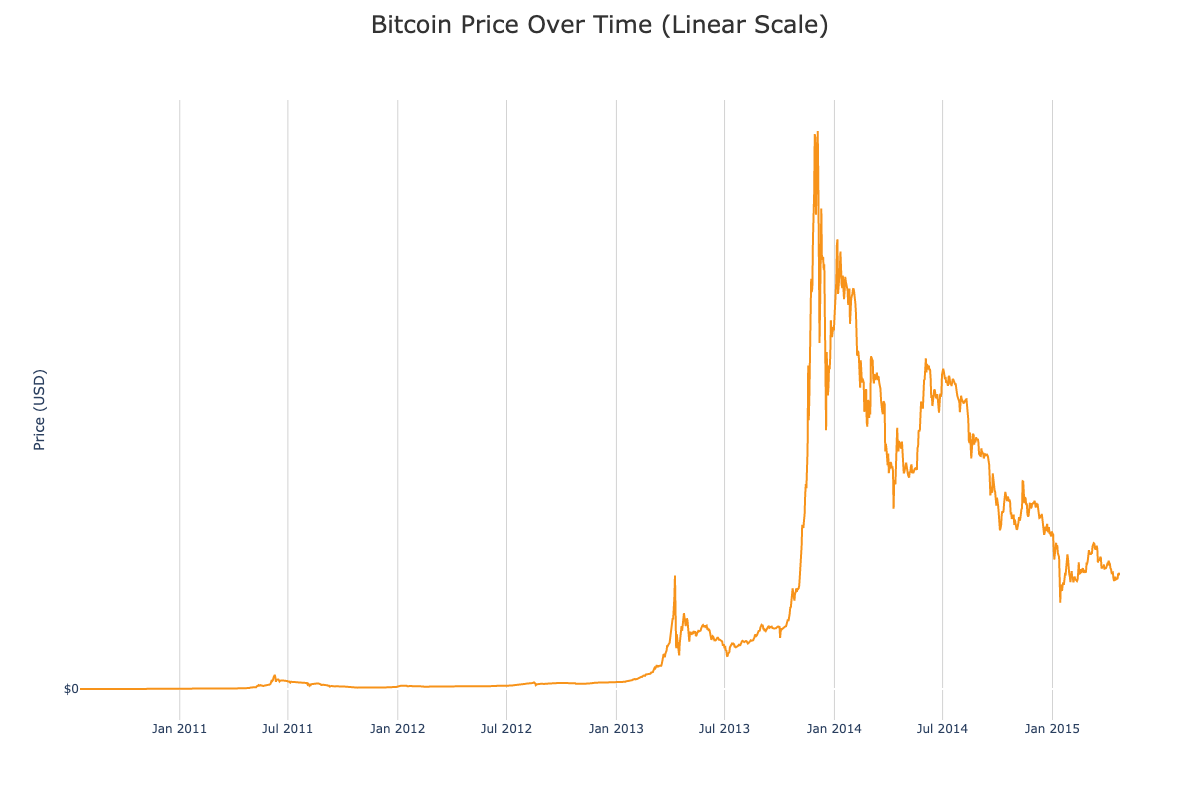 Bitcoin Price Over Time (Linear Scale)
Price (USD)
$0
Jan 2011
Jul 2011
Jan 2012
Jul 2012
Jan 2013
Jul 2013
Jan 2014
Jul 2014
Jan 2015